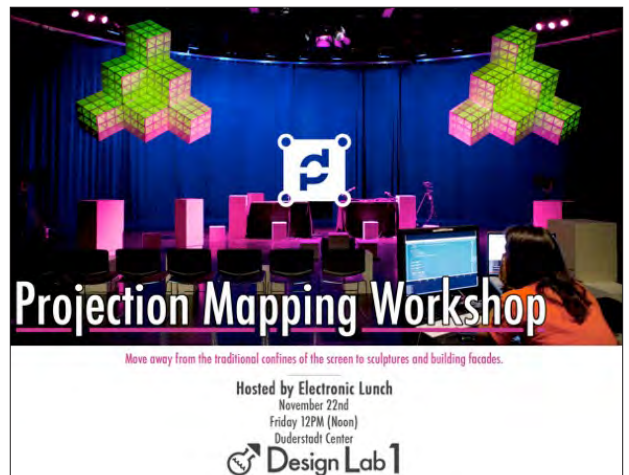 Projection Mapping Workshop
Move away from the traditional confines of the screen to sculptures and building facades.
Hosted by Electronic Lunch
November 22nd
Friday 12PM (Noon)
Duderstadt Center
Design Lab 1